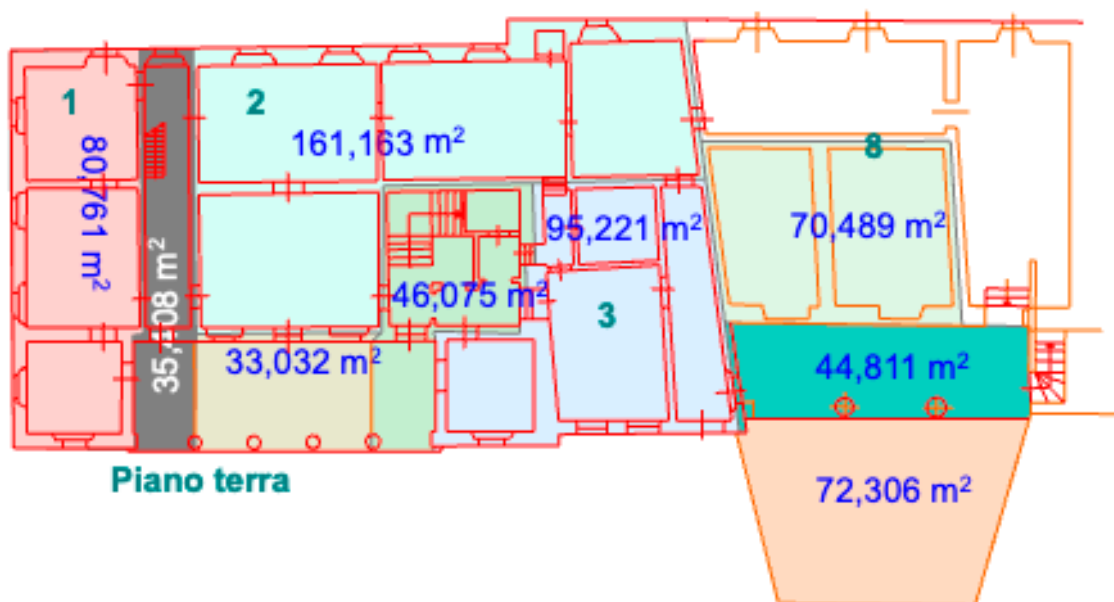 1
2
8
161,163 m²
80,761 m²
95,221 m²
70,489 m²
46,075 m²
3
33,032 m²
44,811 m²
Piano terra
72,306 m²